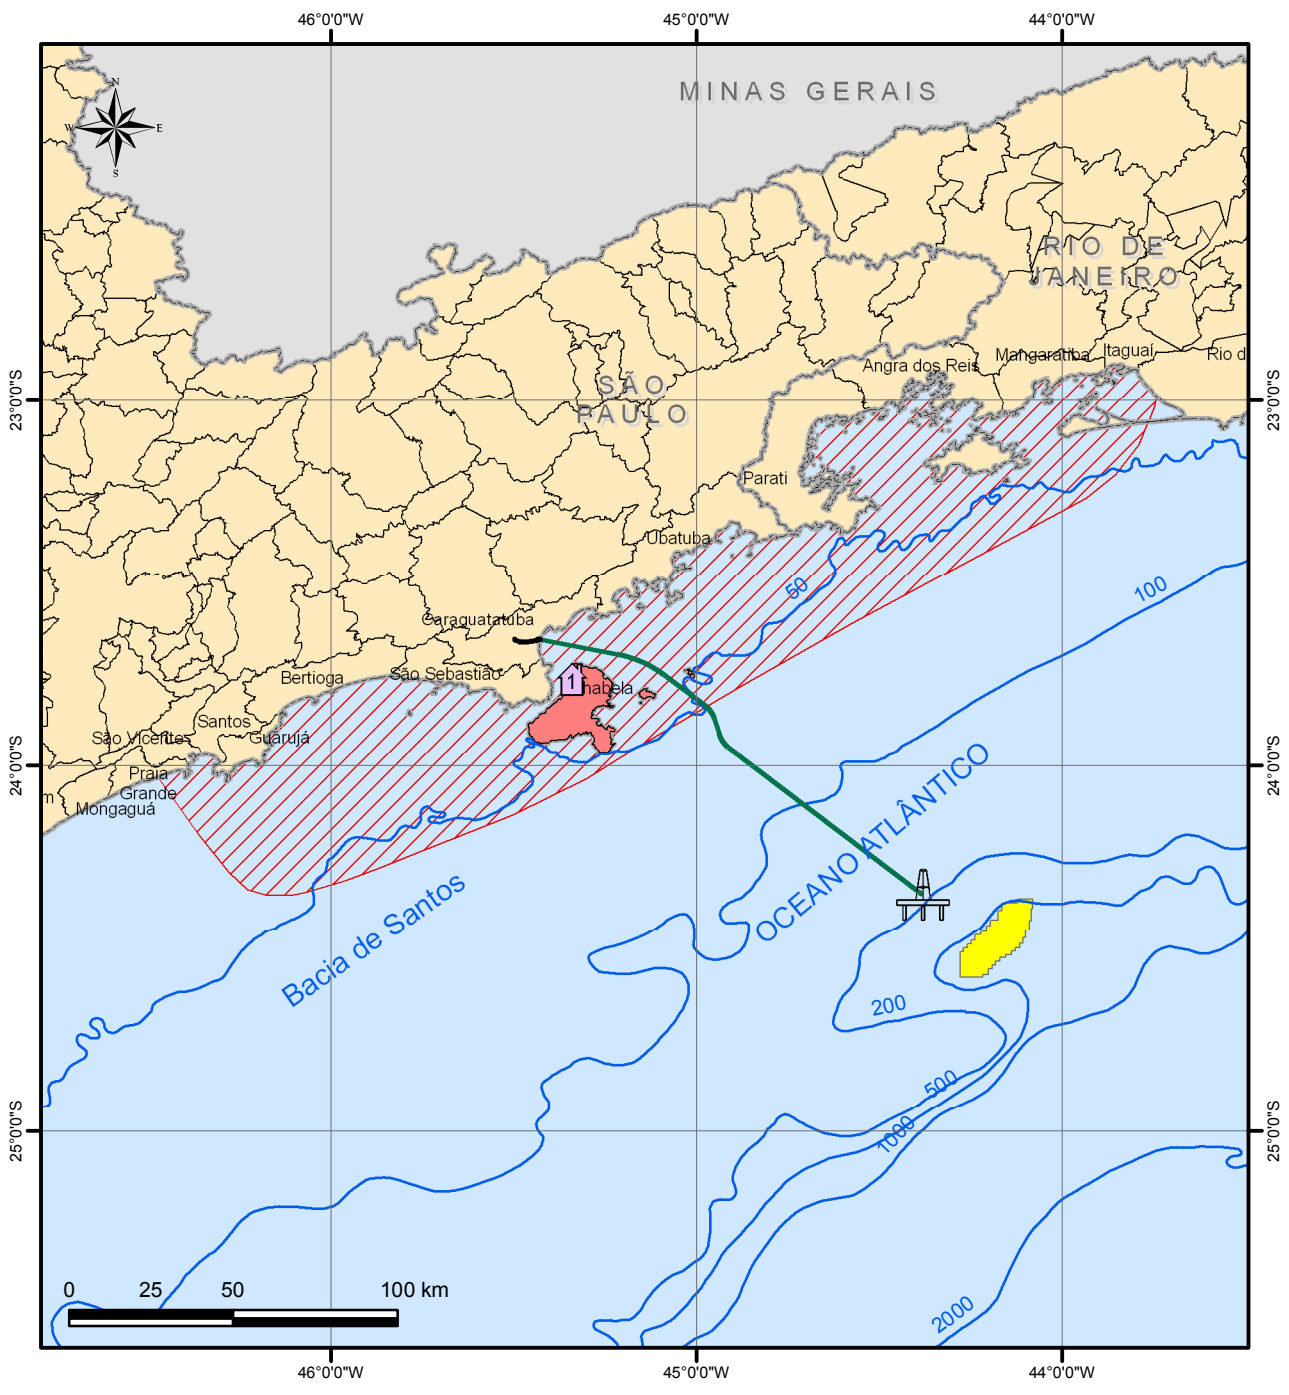 46°0'0"W
45°0'0"W
44°0'0"W
N
W
E
S
MINAS GERAIS
RIO DE
JANEIRO
Angra dos Reis
Mangaratiba
Itaguaí
Rio d
23°0'0"S
23°0'0"S
SÃO
PAULO
Parati
Ubatuba
50
100
Caraguatatuba
São Sebastião
Bertioga
1
habela
Santos
São Vicente
Guarujá
24°0'0"S
24°0'0"S
Praia
Grande
m
Mongaguá
OCEANO ATLÂNTICO
Bacia de Santos
200
500
1000
25°0'0"S
25°0'0"S
0
25
50
100 km
2000
46°0'0"W
45°0'0"W
44°0'0"W